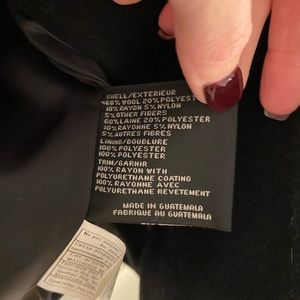 SHELL/EXTERIEUR
60% WOOL 20% POLYESTER
10% RAYON 5% NYLON
5% OTHER FIBERS
60% LAINE 20% POLYESTER
10% RAYONNE 5% NYLON
5% AUTRES FIBRES
LINING/DOUBLURE
100% POLYESTER
100% POLYESTER
TRIM/GARNIR
100% RAYON WITH
POLYURETHANE COATING
100% RAYONNE AVEC
POLYURETHANE REVETEMENT
MADE IN GUATEMALA
FABRIQUE AU GUATEMALA